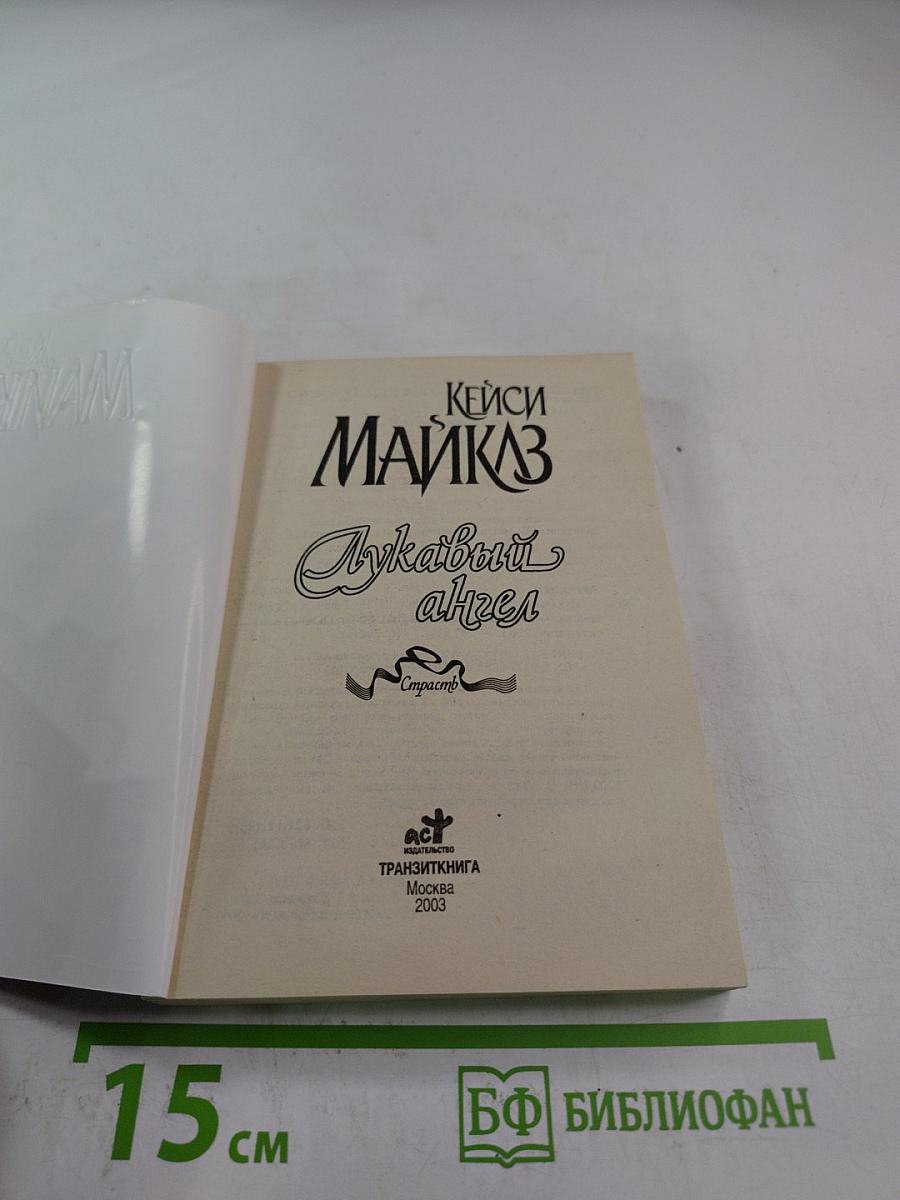 КЕЙСИ
МАЙКЛЗ
Лукавый
ангел
Страсть
аст
ИЗДАТЕЛЬСТВО
ТРАНЗИТКНИГА
Москва
2003
15 см
БФ БИБЛИОФАН